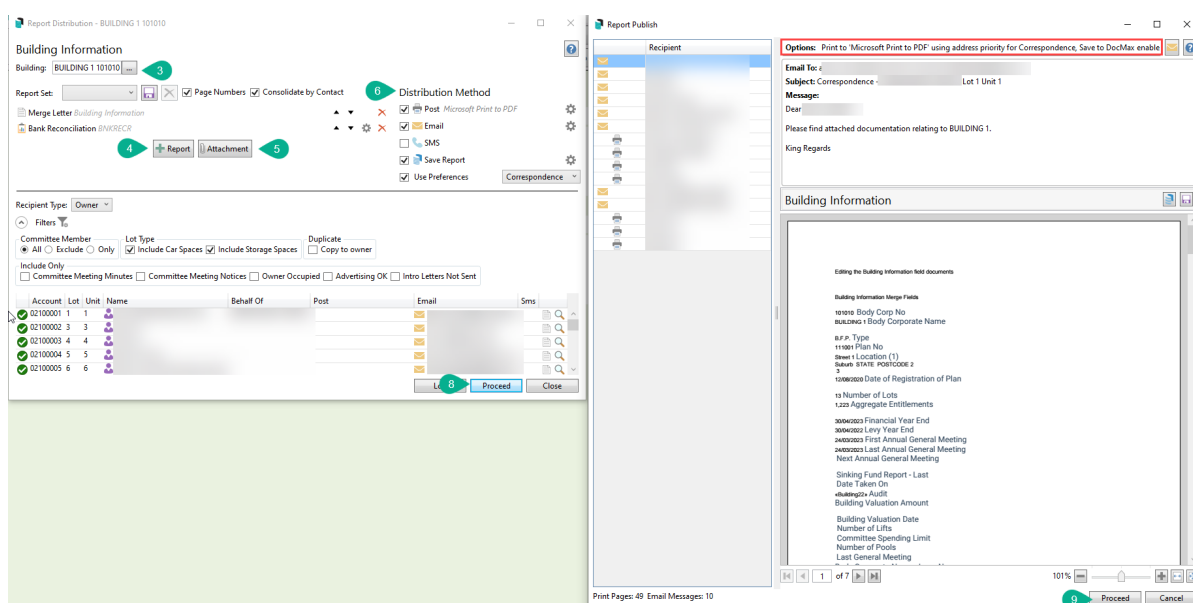 Report Distribution - BUILDING 1 101010
Building Information
Building: BUILDING 1 101010 ...
3
Report Set:
Page Numbers
Consolidate by Contact
Merge Letter Building Information
Bank Reconciliation BNKRECR
4
Report
Attachment
5
6
Distribution Method
Post Microsoft Print to PDF
Email
SMS
Save Report
Use Preferences
Correspondence
Recipient Type: Owner
Filters
Committee Member
All Exclude Only
Lot Type
Include Car Spaces Include Storage Spaces
Duplicate
Copy to owner
Include Only
Committee Meeting Minutes Committee Meeting Notices Owner Occupied Advertising OK Intro Letters Not Sent
Account Lot Unit Name Behalf Of Post Email Sms
02100001 1 1
02100002 3 3
02100003 4 4
02100004 5 5
02100005 6 6
8
Proceed
Close
Report Publish
Recipient
Print Pages: 49 Email Messages: 10
Options: Print to 'Microsoft Print to PDF' using address priority for Correspondence, Save to DocMax enable
Email To:
Subject: Correspondence - Lot 1 Unit 1
Message:
Dear
Please find attached documentation relating to BUILDING 1.
King Regards
Building Information
Editing the Building Information field documents
Building Information Merge Fields
101010 Body Corp No
BUILDING 1 Body Corporate Name
B.F.P. Type
111001 Plan No
Street 1 Location (1)
Suburb STATE POSTCODE 2
3
12/08/2020 Date of Registration of Plan
13 Number of Lots
1,223 Aggregate Entitlements
30/04/2023 Financial Year End
30/04/2022 Levy Year End
24/03/2023 First Annual General Meeting
24/03/2023 Last Annual General Meeting
Next Annual General Meeting
Sinking Fund Report - Last
Date Taken On
«Building22» Audit
Building Valuation Amount
Building Valuation Date
Number of Lifts
Committee Spending Limit
Number of Pools
Last General Meeting
1 of 7
101%
9
Proceed
Cancel